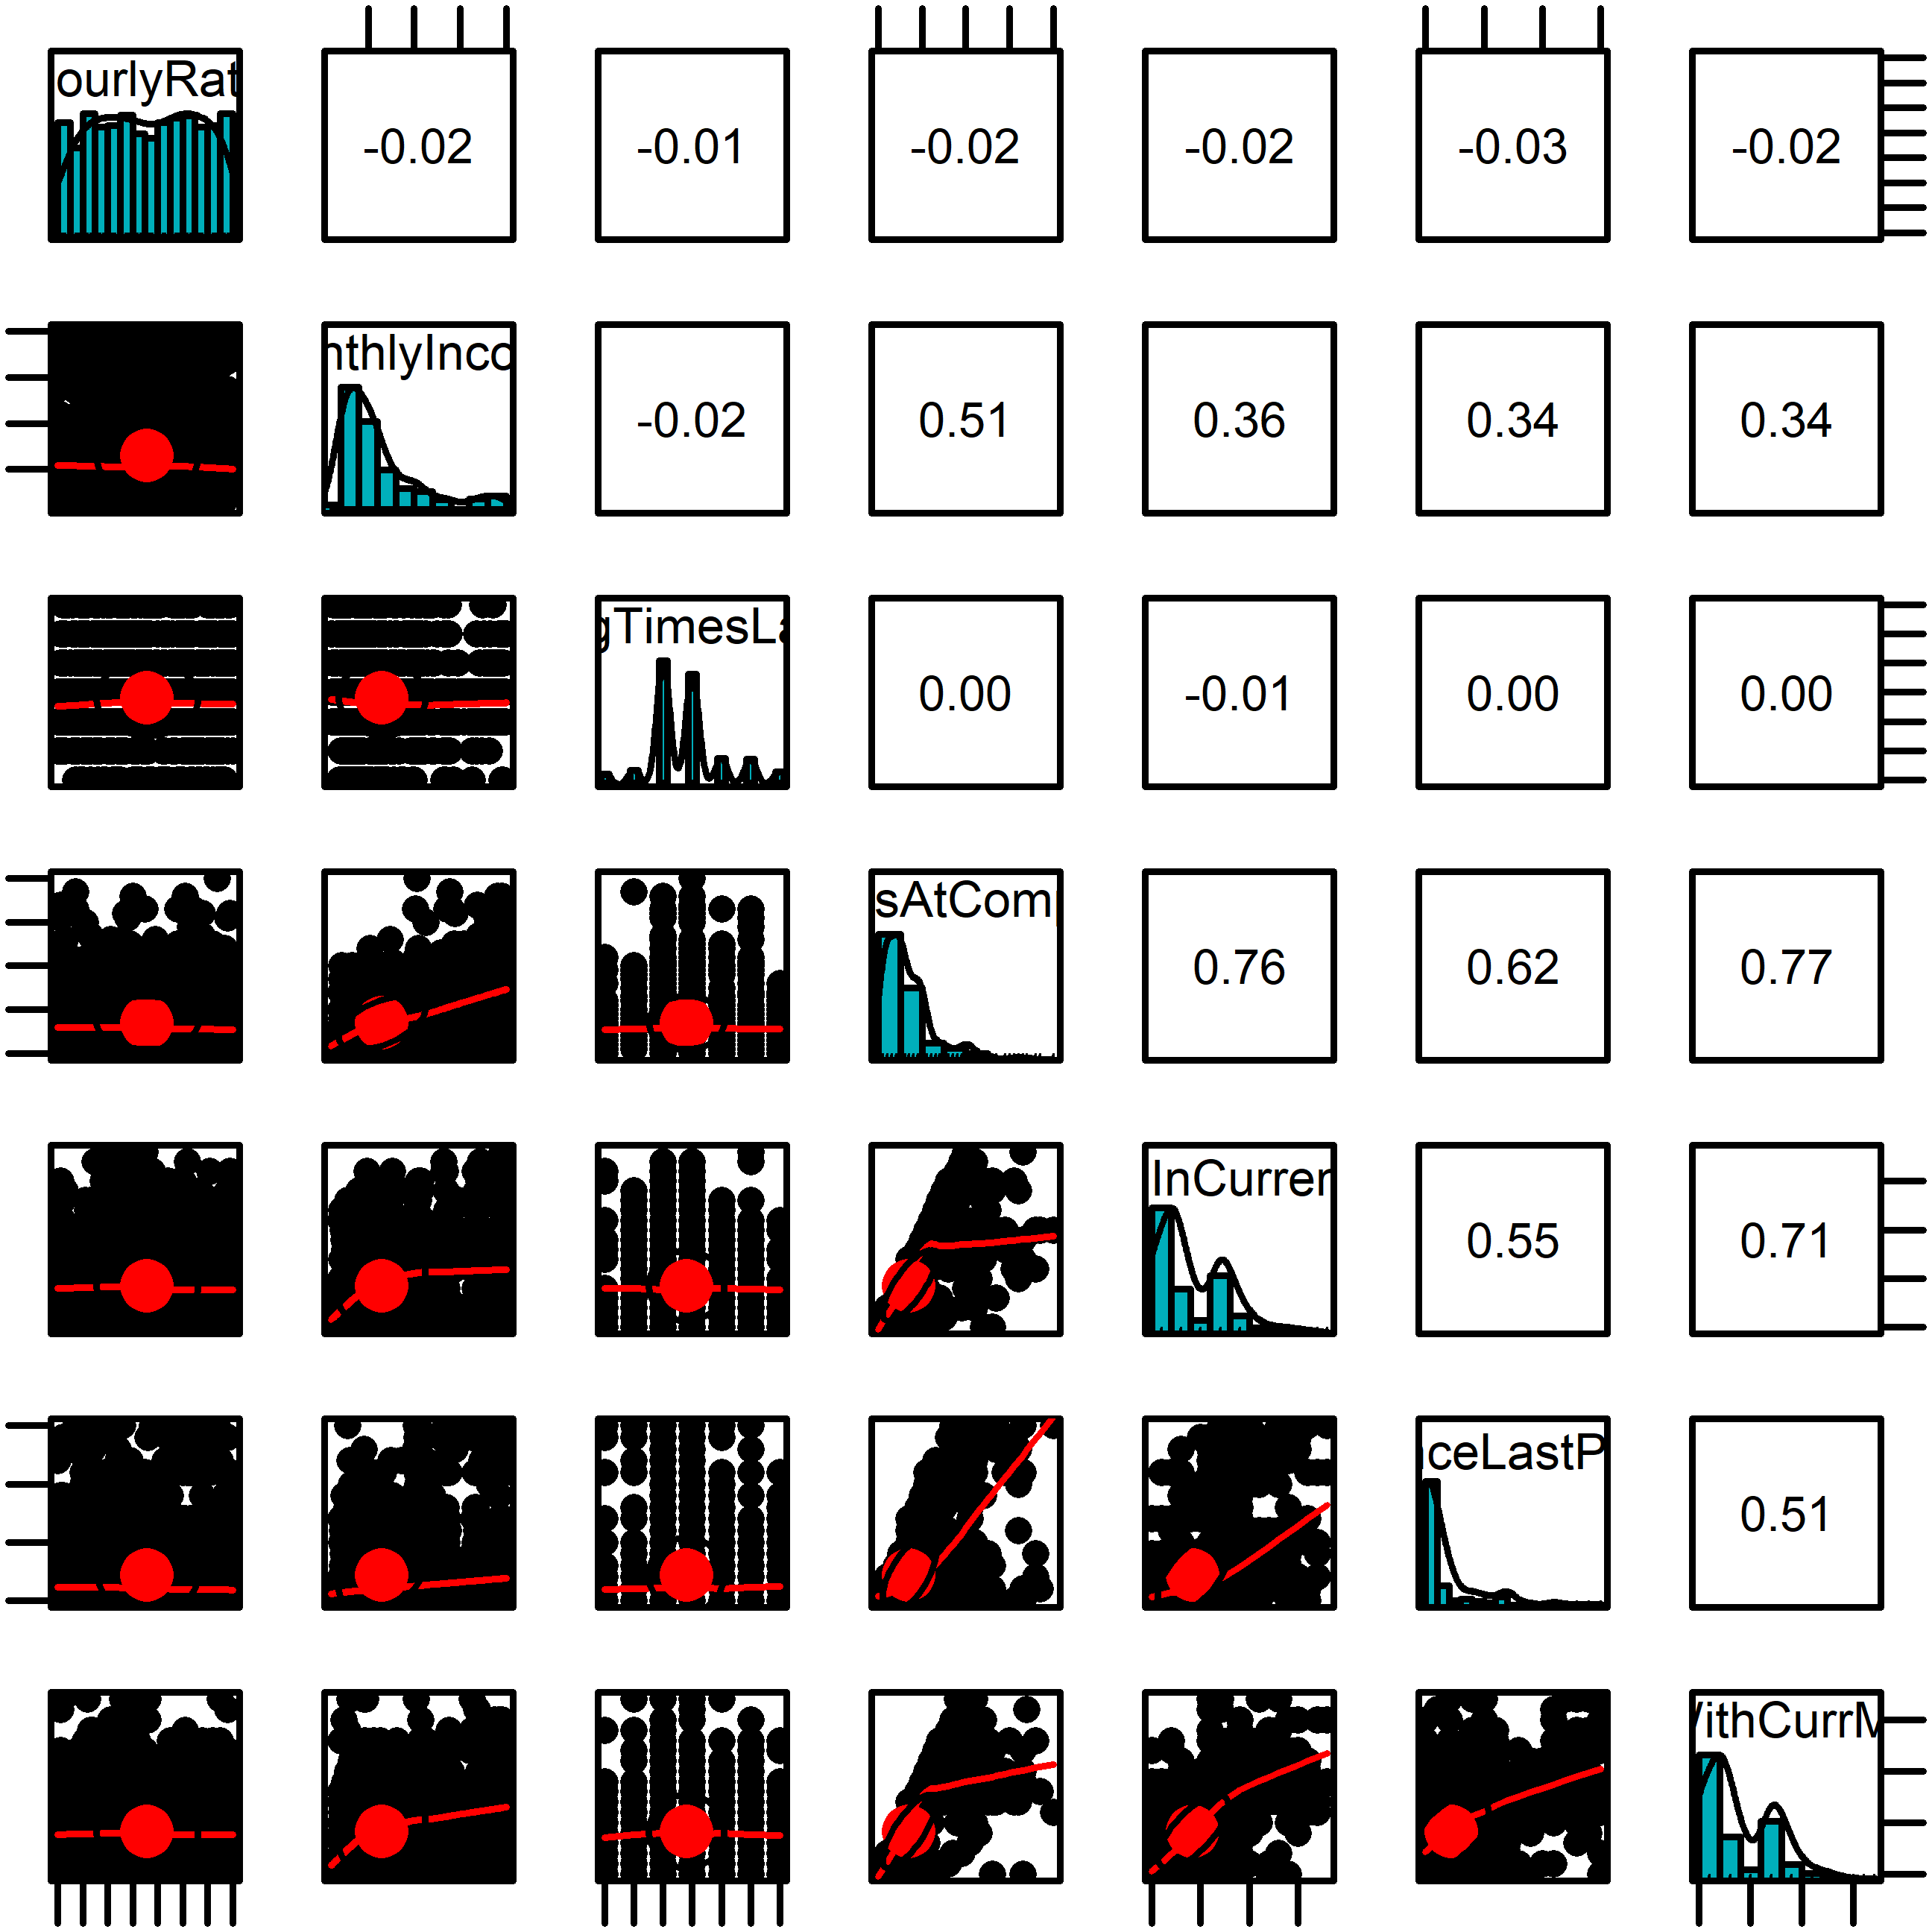 ourlyRat -0.02 -0.01 -0.02 -0.02 -0.03 -0.02
nthlyInco -0.02 0.51 0.36 0.34 0.34
gTimesLa 0.00 -0.01 0.00 0.00
sAtComp 0.76 0.62 0.77
InCurren 0.55 0.71
nceLastP 0.51
WithCurrM